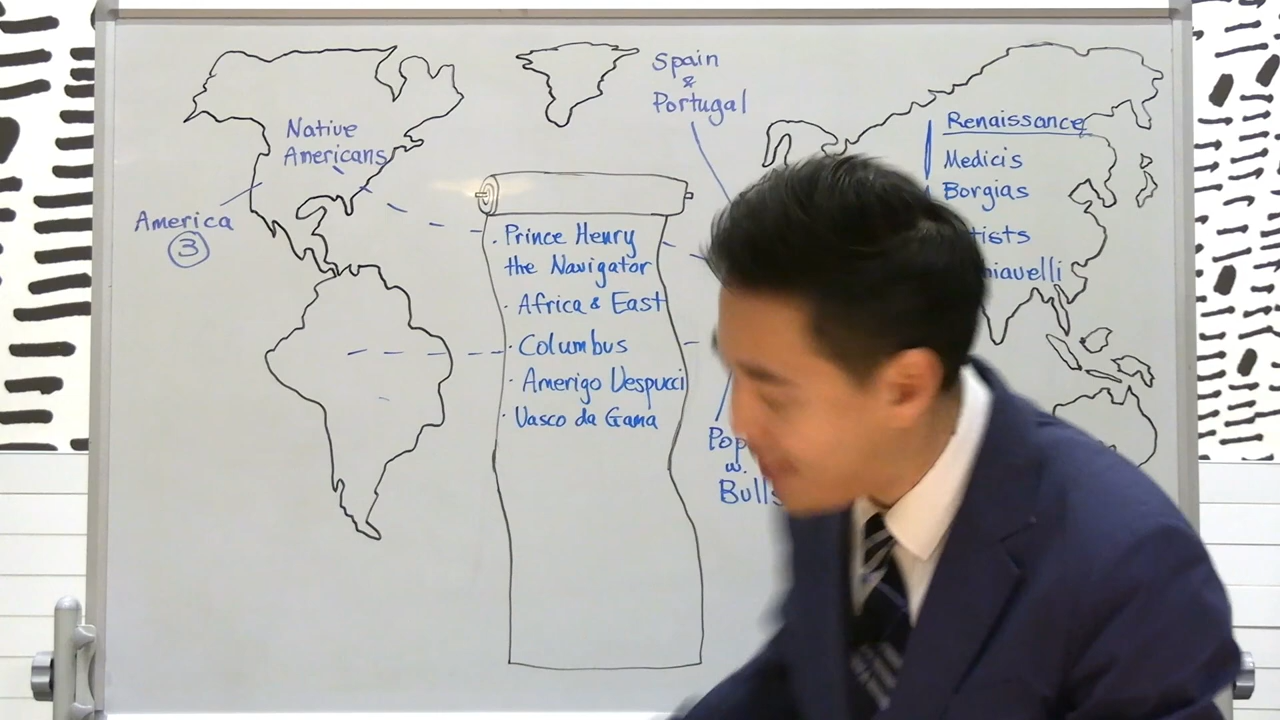 Spain
&
Portugal
Native
Americans
America
3
Renaissance
Medicis
Borgias
· Prince Henry
the Navigator
· Africa & East
· Columbus
· Amerigo Vespucci
· Vasco da Gama
w.
Bulls